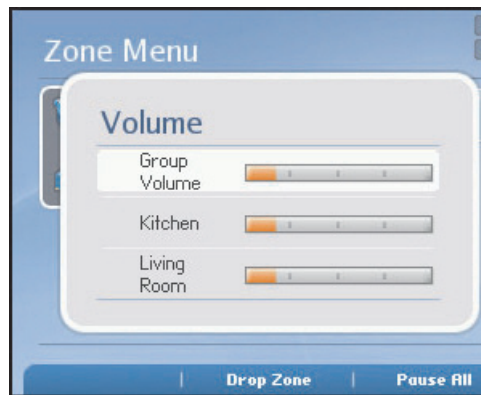 Zone Menu
Volume
Group
Volume
Kitchen
Living
Room
Drop Zone | Pause All